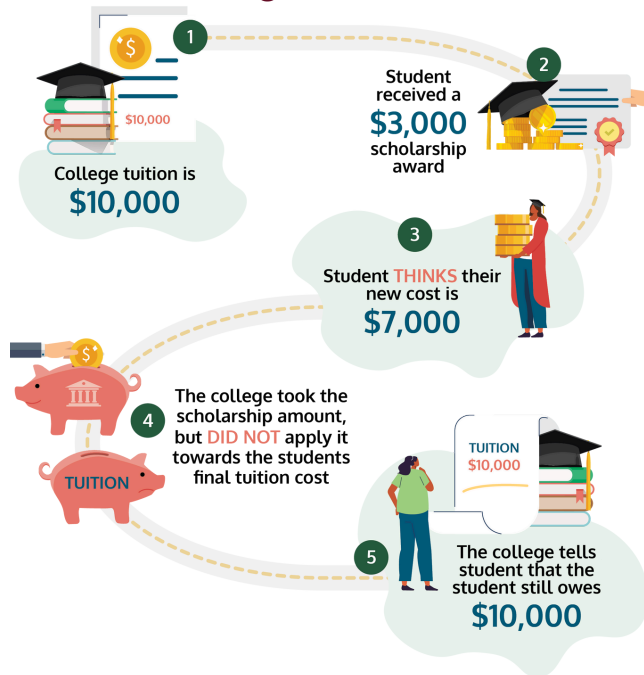 1
$10,000
College tuition is
$10,000
2
Student
received a
$3,000
scholarship
award
3
Student THINKS their
new cost is
$7,000
4
The college took the
scholarship amount,
but DID NOT apply it
towards the students
final tuition cost
TUITION
5
TUITION
$10,000
The college tells
student that the
student still owes
$10,000